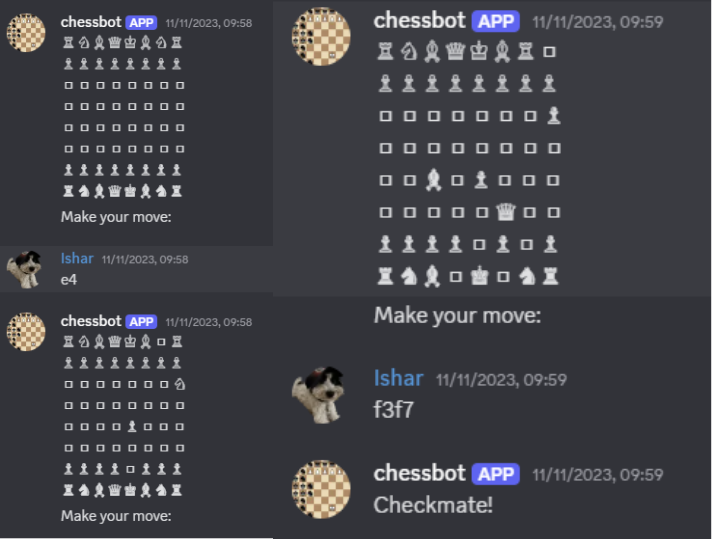 chessbot APP 11/11/2023, 09:58
♖ ♘ ♗ ♕ ♔ ♗ ♘ ♖
♙ ♙ ♙ ♙ ♙ ♙ ♙ ♙
□ □ □ □ □ □ □ □
□ □ □ □ □ □ □ □
□ □ □ □ □ □ □ □
□ □ □ □ □ □ □ □
♟ ♟ ♟ ♟ ♟ ♟ ♟ ♟
♜ ♞ ♝ ♛ ♚ ♝ ♞ ♜
Make your move:
Ishar 11/11/2023, 09:58
e4
chessbot APP 11/11/2023, 09:58
♖ ♘ ♗ ♕ ♔ ♗ □ ♖
♙ ♙ ♙ ♙ ♙ ♙ ♙ ♙
□ □ □ □ □ □ □ ♘
□ □ □ □ □ □ □ □
□ □ □ □ ♟ □ □ □
□ □ □ □ □ □ □ □
♟ ♟ ♟ ♟ □ ♟ ♟ ♟
♜ ♞ ♝ ♛ ♚ ♝ ♞ ♜
Make your move:
chessbot APP 11/11/2023, 09:59
♖ ♘ ♗ ♕ ♔ ♗ ♖ □
♙ ♙ ♙ ♙ ♙ ♙ ♙ ♙
□ □ □ □ □ □ □ ♟
□ □ □ □ □ □ □ □
□ □ ♝ □ ♟ □ □ □
□ □ □ □ □ ♛ □ □
♟ ♟ ♟ ♟ □ ♟ □ ♟
♜ ♞ ♝ □ ♚ □ ♞ ♜
Make your move:
Ishar 11/11/2023, 09:59
f3f7
chessbot APP 11/11/2023, 09:59
Checkmate!